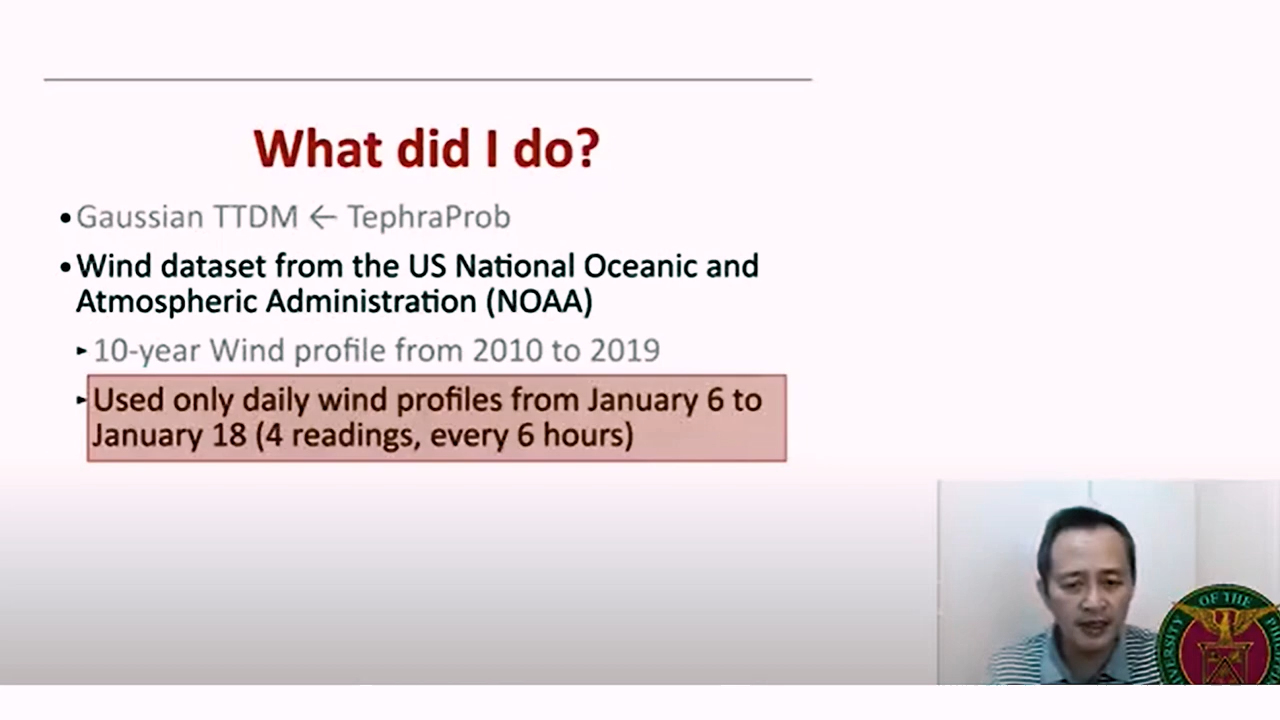 What did I do?
•Gaussian TTDM ← TephraProb
•Wind dataset from the US National Oceanic and
Atmospheric Administration (NOAA)
►10-year Wind profile from 2010 to 2019
►Used only daily wind profiles from January 6 to
January 18 (4 readings, every 6 hours)
OF THE